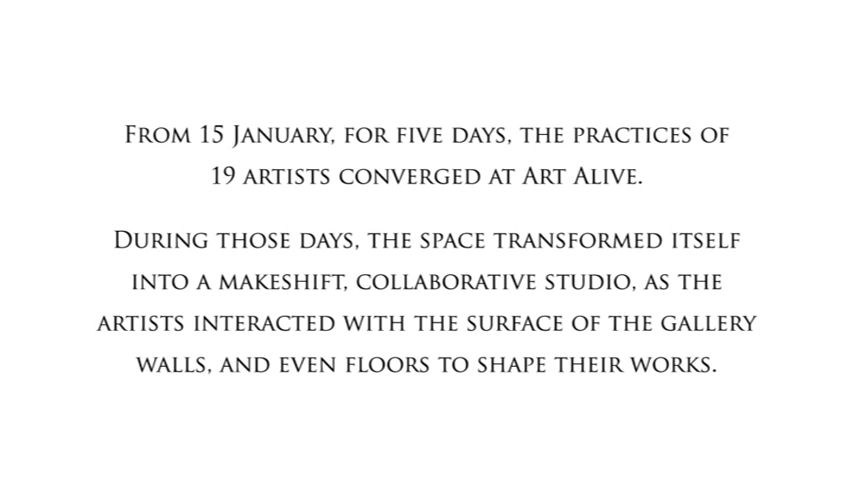 From 15 January, for five days, the practices of
19 artists converged at Art Alive.
During those days, the space transformed itself
into a makeshift, collaborative studio, as the
artists interacted with the surface of the gallery
walls, and even floors to shape their works.